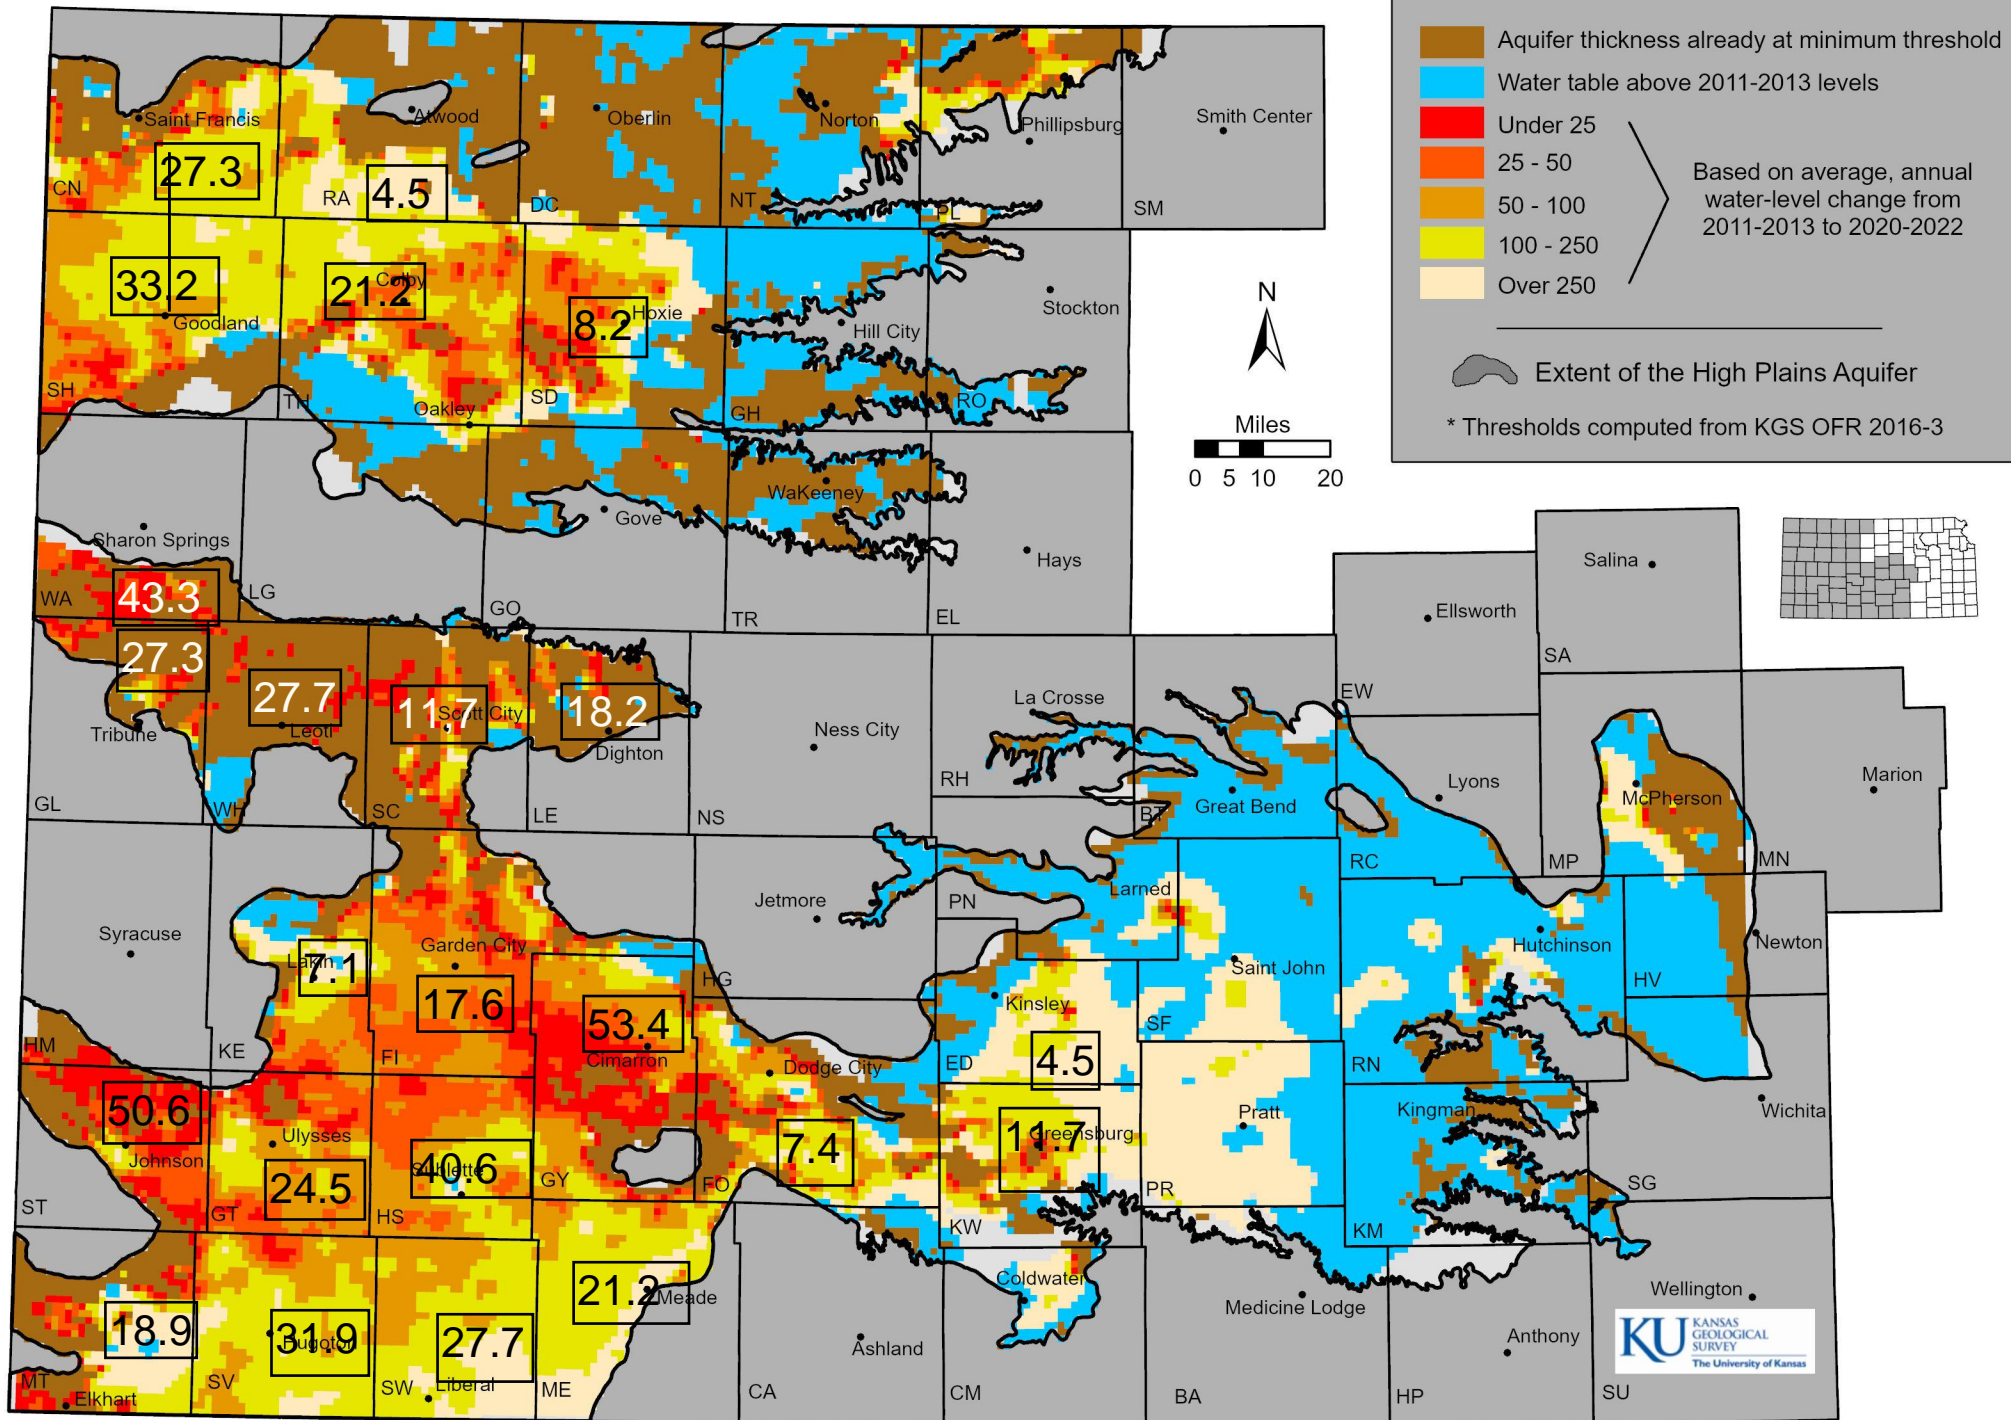 Aquifer thickness already at minimum threshold
Water table above 2011-2013 levels
Under 25
25 - 50
50 - 100
100 - 250
Over 250
Based on average, annual
water-level change from
2011-2013 to 2020-2022
Extent of the High Plains Aquifer
* Thresholds computed from KGS OFR 2016-3
N
Miles
0 5 10 20
Saint Francis
Atwood
Oberlin
Norton
Phillipsburg
Smith Center
27.3
4.5
CN
RA
DC
NT
PL
SM
33.2
21.2
Colby
8.2
Hoxie
Goodland
Hill City
Stockton
SH
TH
Oakley
SD
GH
RO
WaKeeney
Gove
Sharon Springs
Hays
Salina
WA
43.3
LG
GO
TR
EL
Ellsworth
SA
27.3
27.7
11.7
Scott City
18.2
Tribune
Leoti
Dighton
Ness City
La Crosse
EW
GL
WH
SC
LE
NS
RH
BT
Great Bend
Lyons
McPherson
Marion
RC
MP
MN
Syracuse
Lakin
7.1
Garden City
17.6
53.4
Cimarron
Jetmore
PN
Larned
HG
Kinsley
Saint John
Hutchinson
HV
Newton
HM
KE
FI
Dodge City
ED
4.5
SF
RN
50.6
Johnson
Ulysses
24.5
40.6
Sublette
GY
FO
7.4
11.7
Greensburg
Pratt
Kingman
Wichita
ST
GT
HS
KW
PR
KM
SG
18.9
31.9
Hugoton
27.7
21.2
Meade
Coldwater
Medicine Lodge
Wellington
Ashland
Anthony
MT
Elkhart
SV
SW
Liberal
ME
CA
CM
BA
HP
SU
KU KANSAS
GEOLOGICAL
SURVEY
The University of Kansas